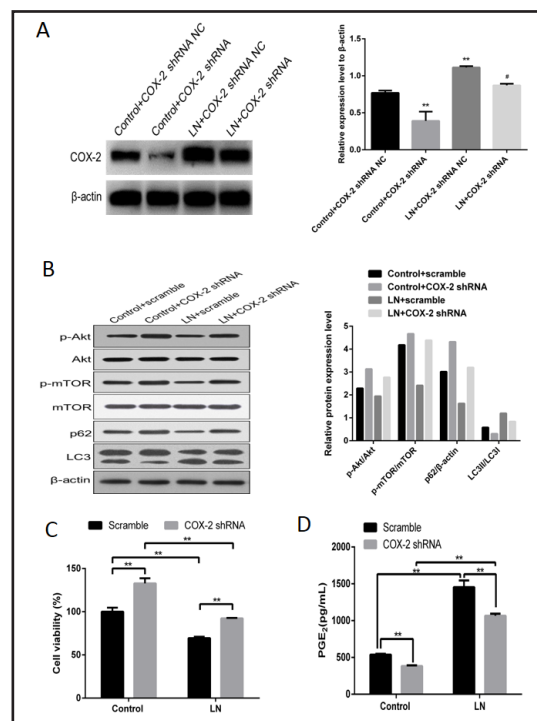 A
Control+COX-2 shRNA NC
Control+COX-2 shRNA
LN+COX-2 shRNA NC
LN+COX-2 shRNA
COX-2
β-actin
Relative expression level to β-actin
1.5
1.0
0.5
0.0
**
**
**
#
Control+COX-2 shRNA NC
Control+COX-2 shRNA
LN+COX-2 shRNA NC
LN+COX-2 shRNA
B
Control+scramble
Control+COX-2 shRNA
LN+scramble
LN+COX-2 shRNA
p-Akt
Akt
p-mTOR
mTOR
p62
LC3
β-actin
Control+scramble
Control+COX-2 shRNA
LN+scramble
LN+COX-2 shRNA
Relative protein expression level
5
4
3
2
1
0
p-Akt/Akt
p-mTOR/mTOR
p62/β-actin
LC3II/LC3I
C
Scramble
COX-2 shRNA
Cell viability (%)
150
100
50
0
**
**
**
**
Control
LN
D
Scramble
COX-2 shRNA
PGE2(pg/mL)
2000
1500
1000
500
0
**
**
**
**
Control
LN